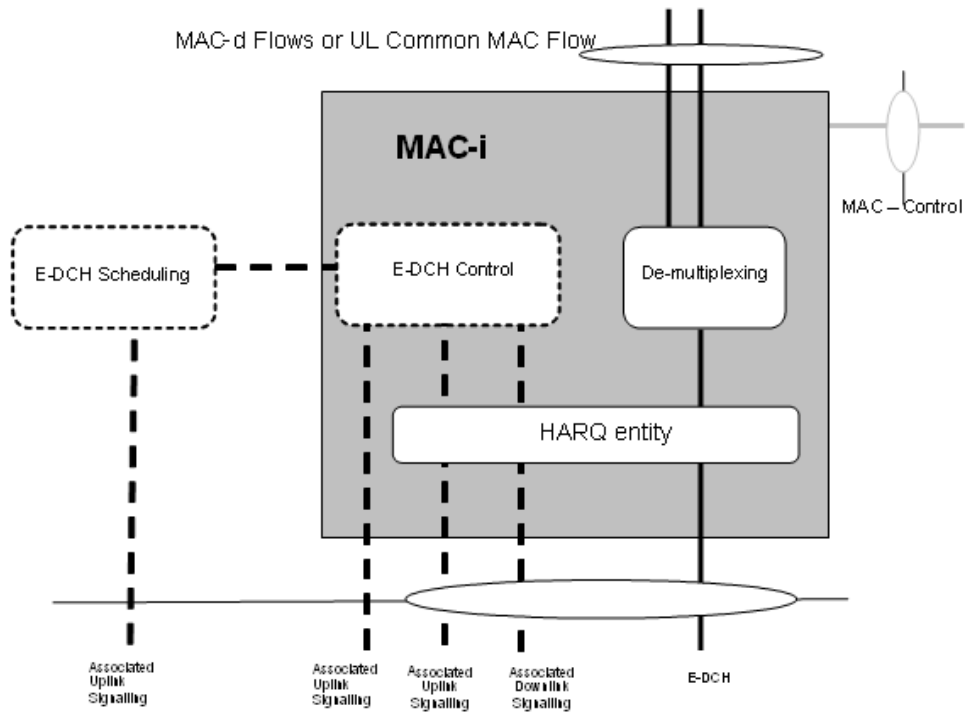 MAC-d Flows or UL Common MAC Flow
MAC-i
MAC – Control
E-DCH Scheduling
E-DCH Control
De-multiplexing
HARQ entity
Associated
Uplink
Signalling
Associated
Uplink
Signalling
Associated
Uplink
Signalling
Associated
Downlink
Signalling
E-DCH